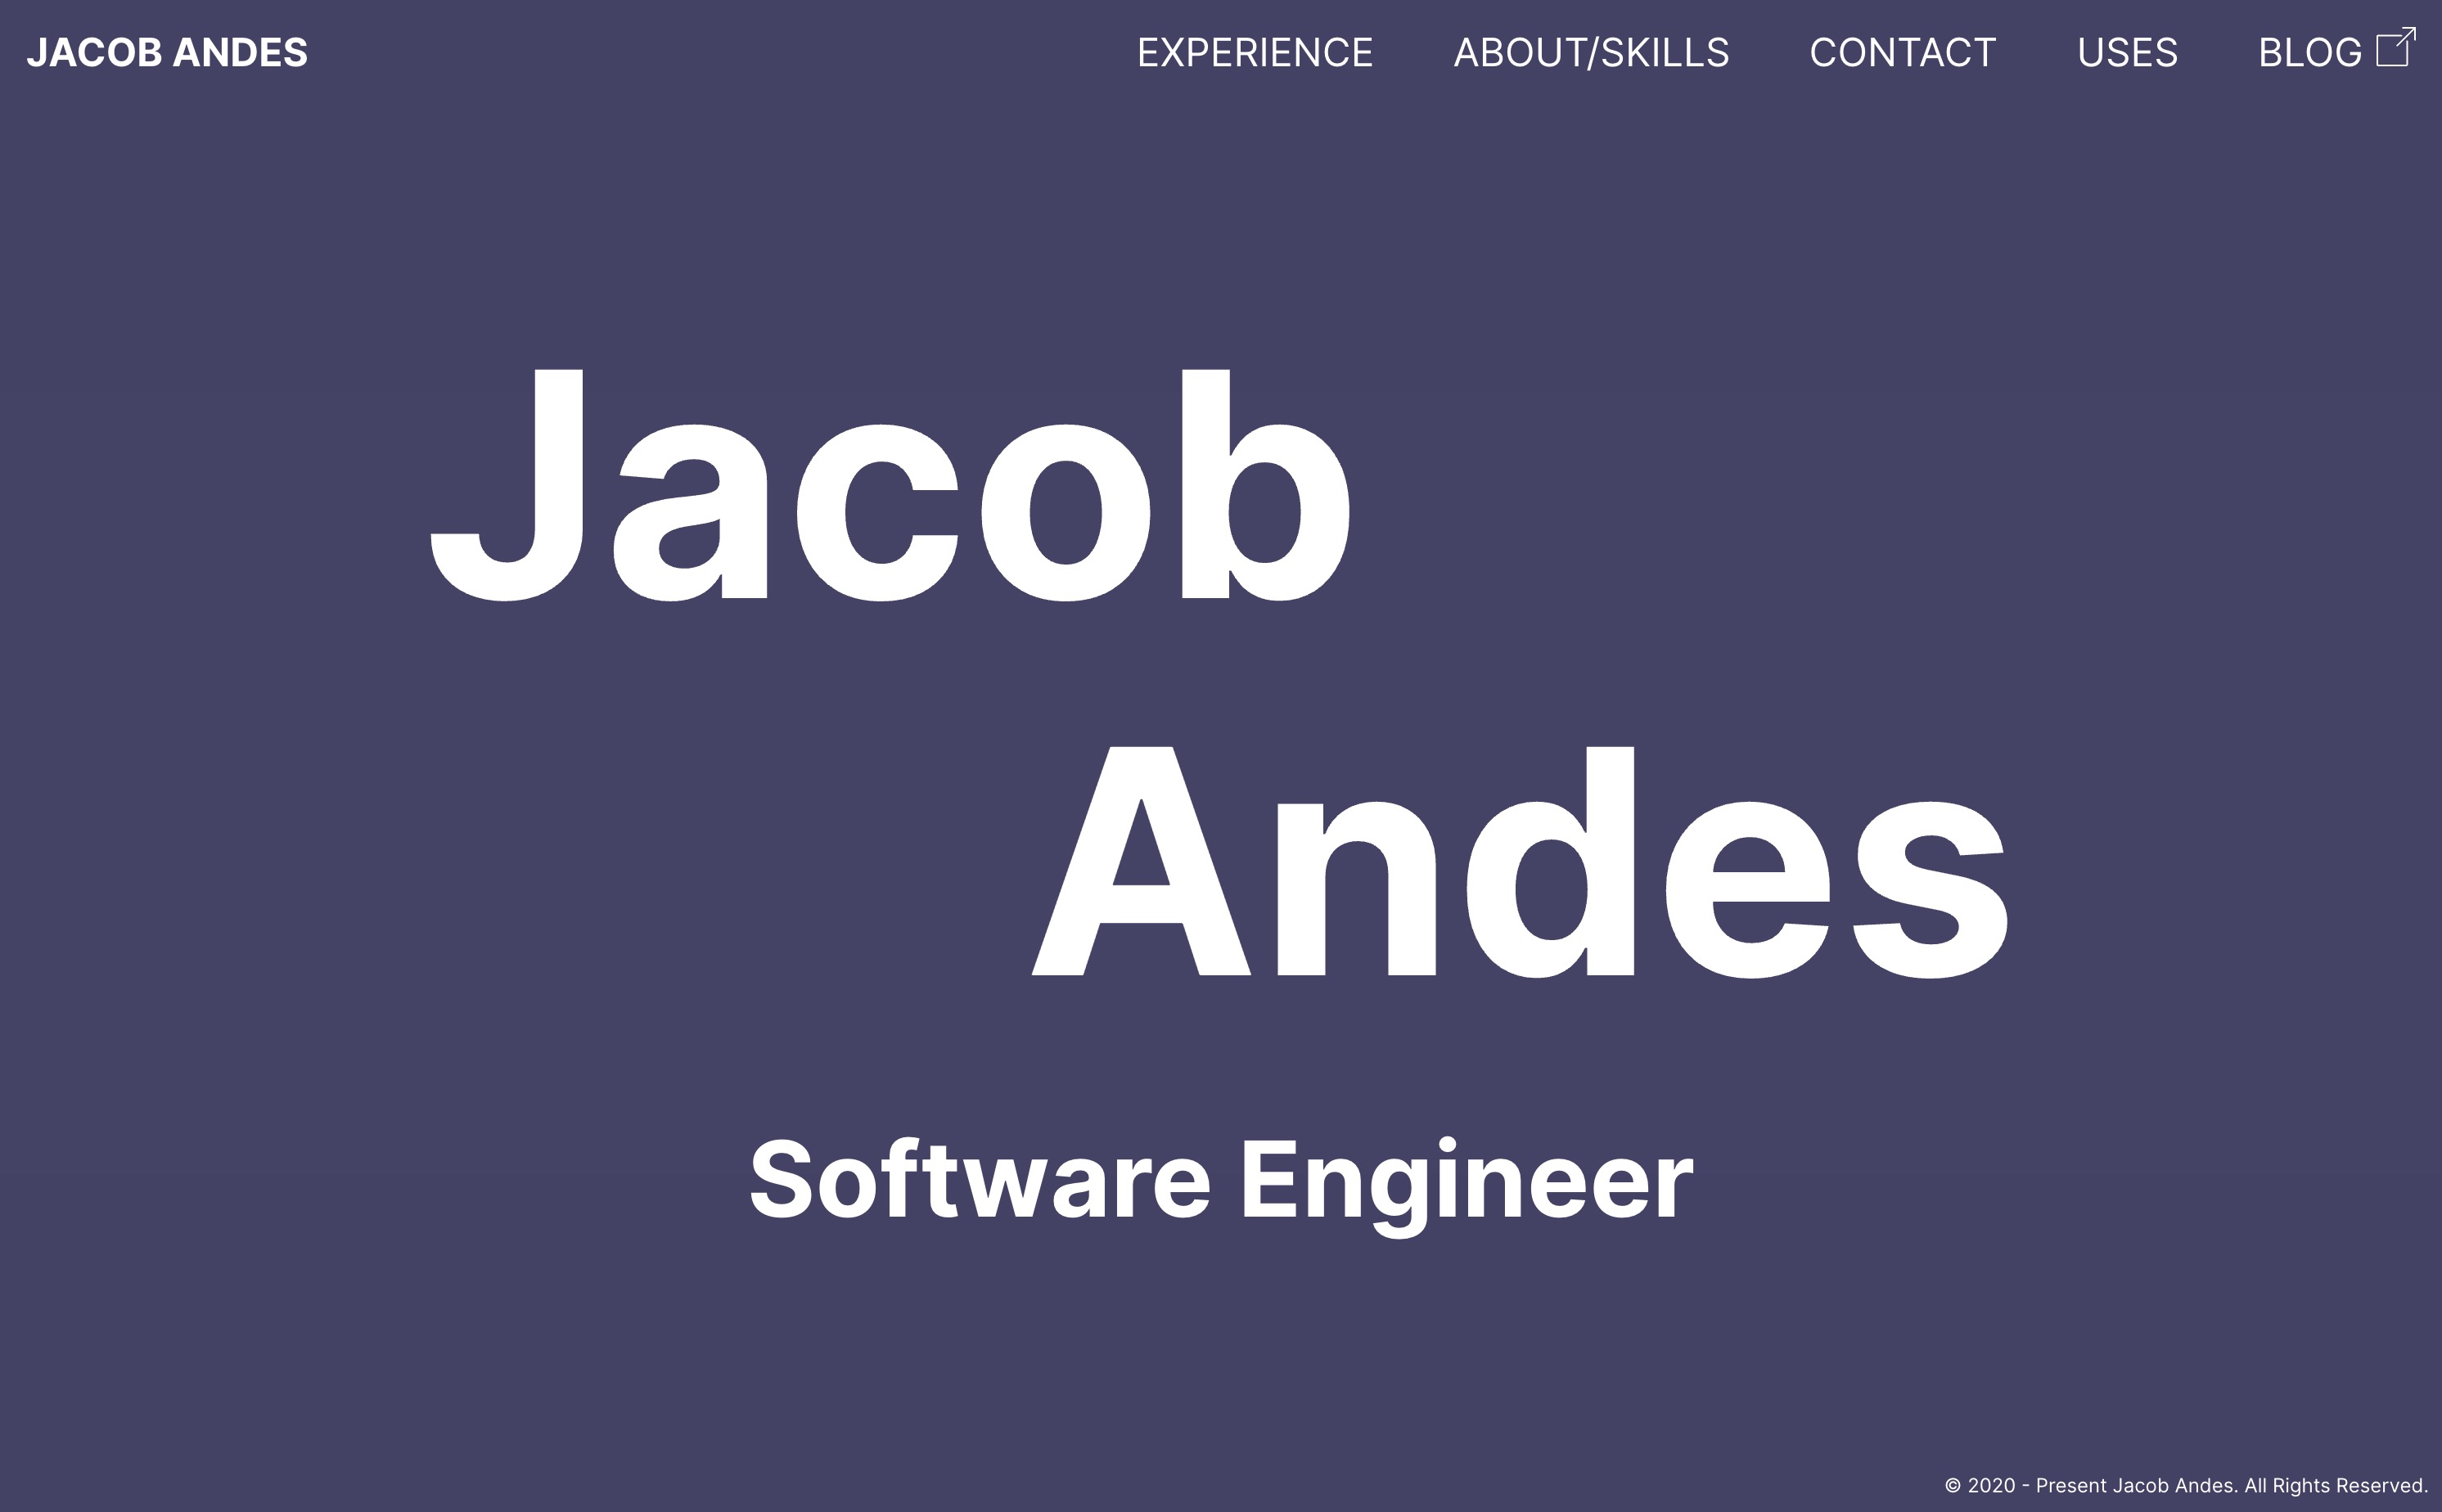 JACOB ANDES EXPERIENCE ABOUT/SKILLS CONTACT USES BLOG
Jacob
Andes
Software Engineer
© 2020 - Present Jacob Andes. All Rights Reserved.